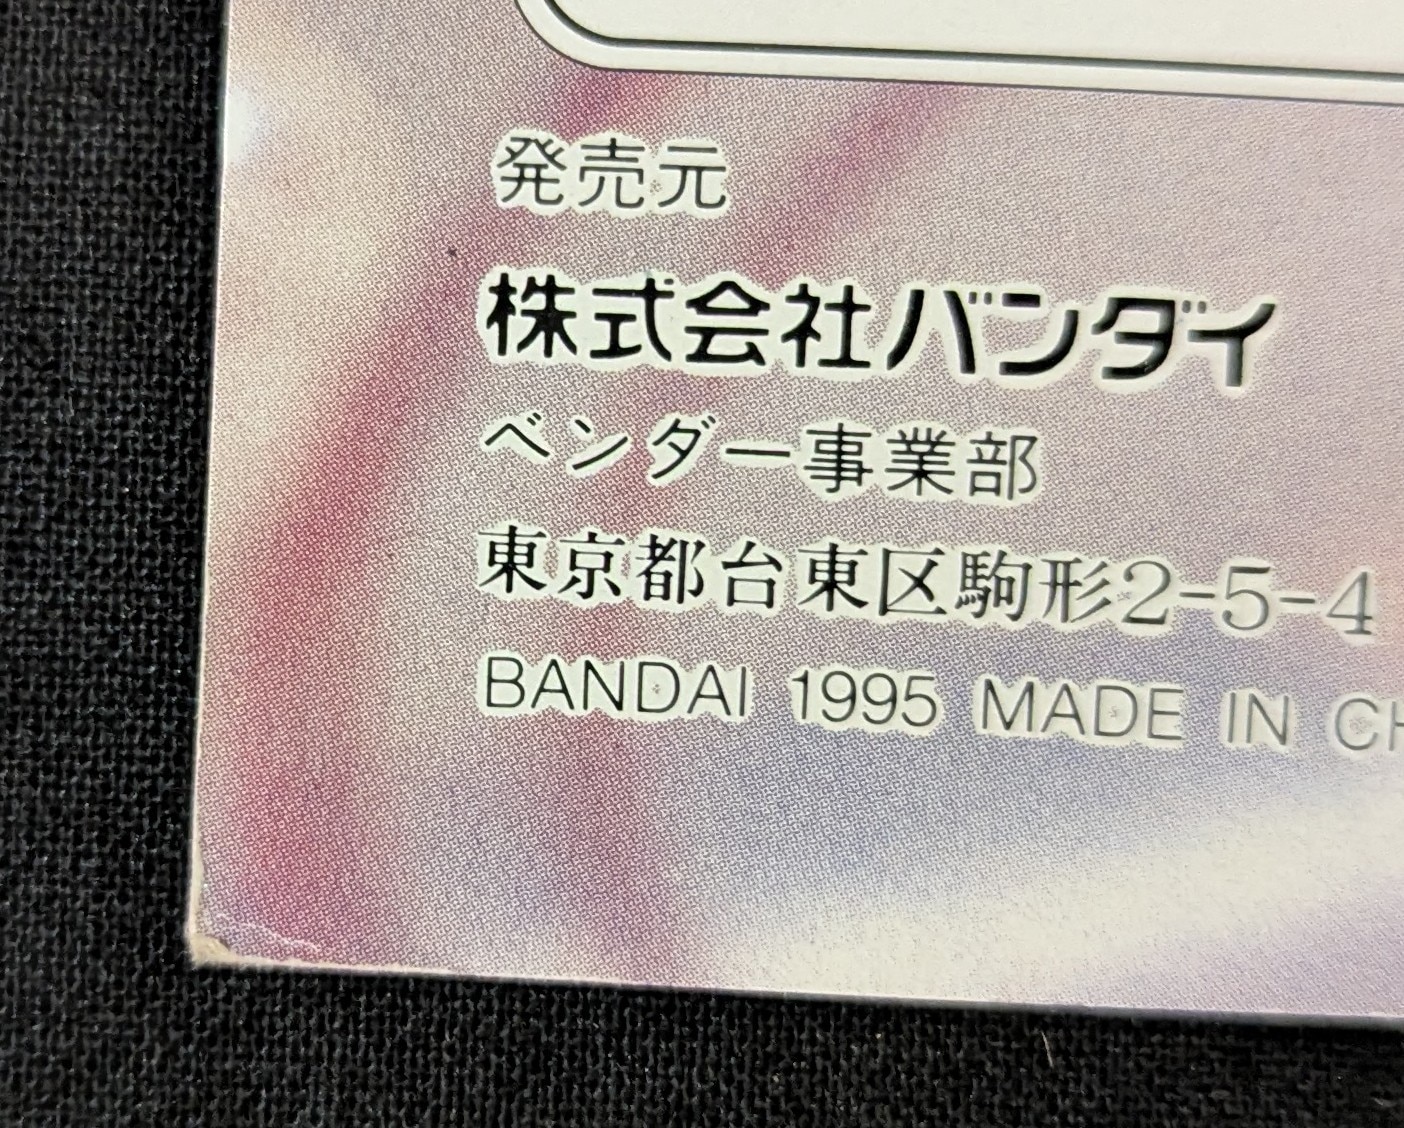 発売元
株式会社バンダイ
ベンダー事業部
東京都台東区駒形2-5-4
BANDAI 1995 MADE IN